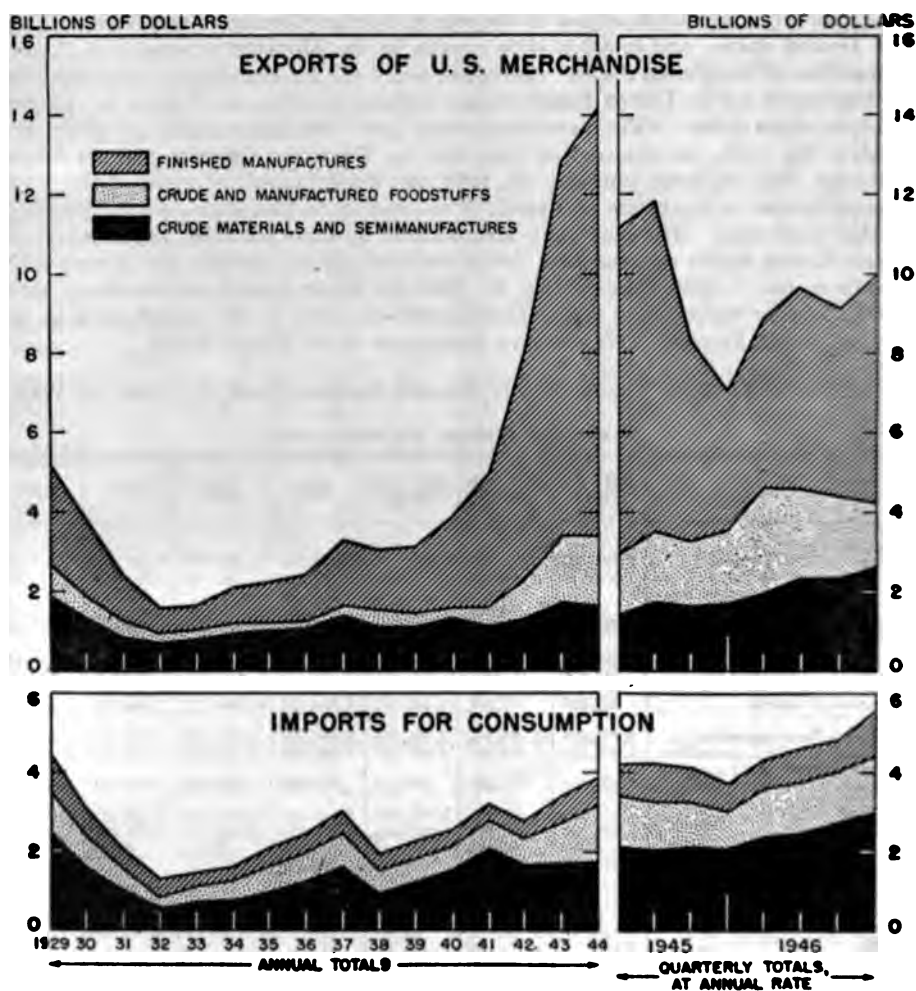 BILLIONS OF DOLLARS
BILLIONS OF DOLLARS
16
16
EXPORTS OF U. S. MERCHANDISE
14
14
FINISHED MANUFACTURES
12
CRUDE AND MANUFACTURED FOODSTUFFS
12
CRUDE MATERIALS AND SEMIMANUFACTURES
10
10
8
8
6
6
4
4
2
2
0
0
6
6
IMPORTS FOR CONSUMPTION
4
4
2
2
0
0
1929 30 31 32 33 34 35 36 37 38 39 40 41 42 43 44 1945 1946
ANNUAL TOTALS
QUARTERLY TOTALS,
AT ANNUAL RATE